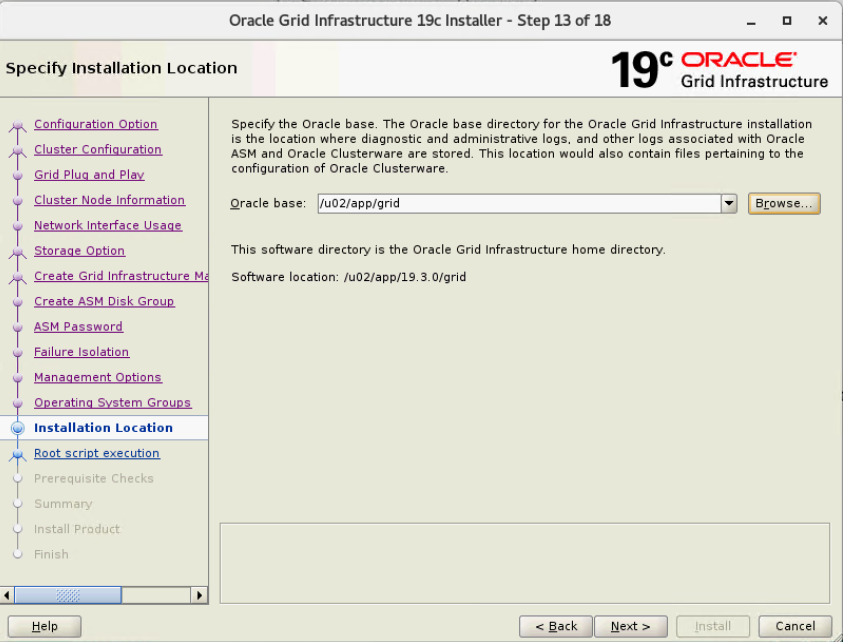 Oracle Grid Infrastructure 19c Installer - Step 13 of 18
Specify Installation Location
19c ORACLE
Grid Infrastructure
Configuration Option
Cluster Configuration
Grid Plug and Play
Cluster Node Information
Network Interface Usage
Storage Option
Create Grid Infrastructure Ma
Create ASM Disk Group
ASM Password
Failure Isolation
Management Options
Operating System Groups
Installation Location
Root script execution
Prerequisite Checks
Summary
Install Product
Finish
Specify the Oracle base. The Oracle base directory for the Oracle Grid Infrastructure installation
is the location where diagnostic and administrative logs, and other logs associated with Oracle
ASM and Oracle Clusterware are stored. This location would also contain files pertaining to the
configuration of Oracle Clusterware.
Oracle base: /u02/app/grid Browse...
This software directory is the Oracle Grid Infrastructure home directory.
Software location: /u02/app/19.3.0/grid
Help < Back Next > Install Cancel